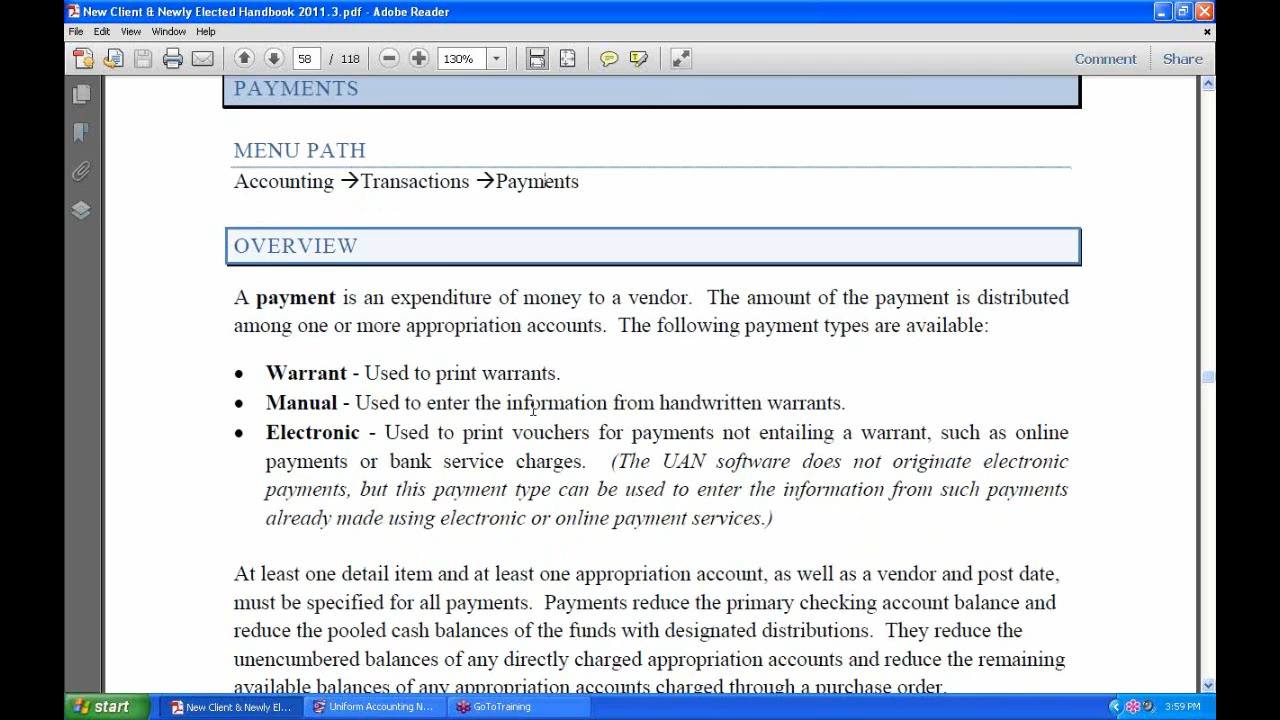 New Client & Newly Elected Handbook 2011.3.pdf - Adobe Reader
File Edit View Window Help
58 / 118 130% Comment Share
PAYMENTS
MENU PATH
Accounting →Transactions →Payments
OVERVIEW
A payment is an expenditure of money to a vendor. The amount of the payment is distributed
among one or more appropriation accounts. The following payment types are available:
• Warrant - Used to print warrants.
• Manual - Used to enter the information from handwritten warrants.
• Electronic - Used to print vouchers for payments not entailing a warrant, such as online
payments or bank service charges. (The UAN software does not originate electronic
payments, but this payment type can be used to enter the information from such payments
already made using electronic or online payment services.)
At least one detail item and at least one appropriation account, as well as a vendor and post date,
must be specified for all payments. Payments reduce the primary checking account balance and
reduce the pooled cash balances of the funds with designated distributions. They reduce the
unencumbered balances of any directly charged appropriation accounts and reduce the remaining
available balances of any appropriation accounts charged through a purchase order.
start New Client & Newly El... Uniform Accounting N... GoToTraining 3:59 PM